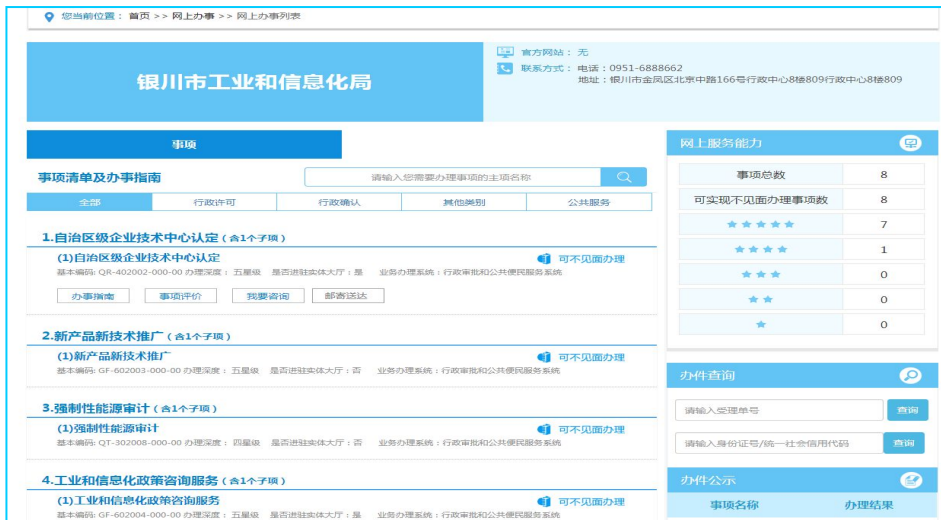 您当前位置： 首页 >> 网上办事 >> 网上办事列表
银川市工业和信息化局
官方网站： 无
联系方式： 电话：0951-6888662
地址：银川市金凤区北京中路166号行政中心8楼809行政中心8楼809
事项
事项清单及办事指南
请输入您需要办理事项的主项名称
全部 行政许可 行政确认 其他类别 公共服务
1.自治区级企业技术中心认定（含1个子项）
(1)自治区级企业技术中心认定 可不见面办理
基本编码: QR-402002-000-00 办理深度： 五星级 是否进驻实体大厅：是 业务办理系统：行政审批和公共便民服务系统
办事指南 事项评价 我要咨询 邮寄送达
2.新产品新技术推广（含1个子项）
(1)新产品新技术推广 可不见面办理
基本编码: GF-602003-000-00 办理深度： 五星级 是否进驻实体大厅：否 业务办理系统：行政审批和公共便民服务系统
3.强制性能源审计（含1个子项）
(1)强制性能源审计 可不见面办理
基本编码: QT-302008-000-00 办理深度： 四星级 是否进驻实体大厅：否 业务办理系统：行政审批和公共便民服务系统
4.工业和信息化政策咨询服务（含1个子项）
(1)工业和信息化政策咨询服务 可不见面办理
基本编码: GF-602004-000-00 办理深度： 五星级 是否进驻实体大厅：是 业务办理系统：行政审批和公共便民服务系统
网上服务能力
事项总数 8
可实现不见面办理事项数 8
★★★★★ 7
★★★★ 1
★★★ 0
★★ 0
★ 0
办件查询
请输入受理单号 查询
请输入身份证号/统一社会信用代码 查询
办件公示
事项名称 办理结果